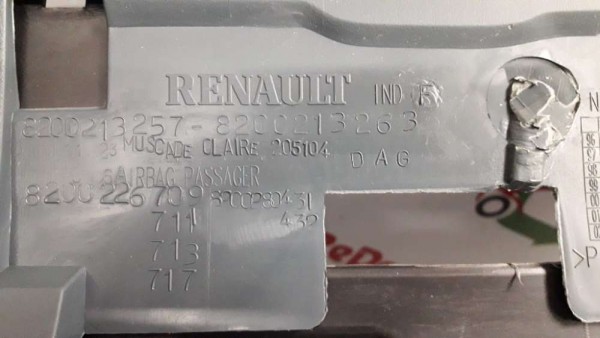 RENAULT IND F
8200213257-8200213263
MUSCADE CLAIRE 205104
DAG
AIRBAG PASSAGER
8200226709 8200280431
711 432
713
717
N
>P